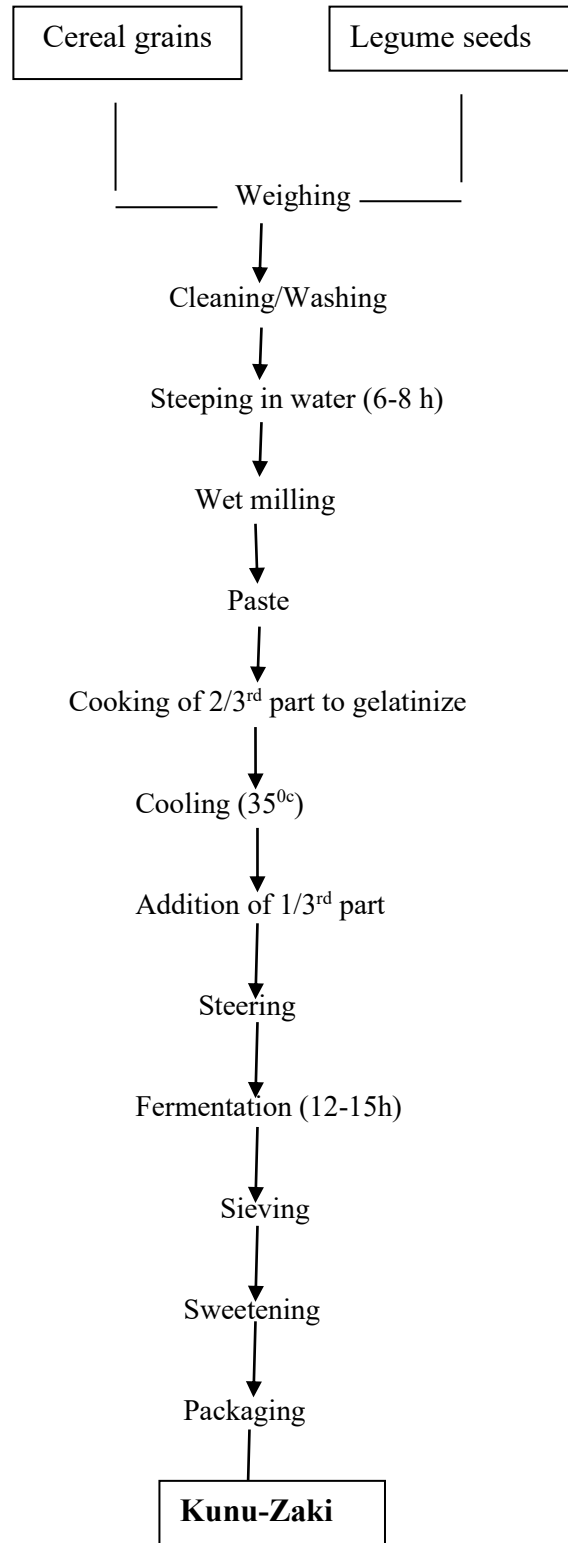 Cereal grains
Legume seeds
Weighing
Cleaning/Washing
Steeping in water (6-8 h)
Wet milling
Paste
Cooking of 2/3rd part to gelatinize
Cooling (35⁰ᶜ)
Addition of 1/3rd part
Steering
Fermentation (12-15h)
Sieving
Sweetening
Packaging
Kunu-Zaki